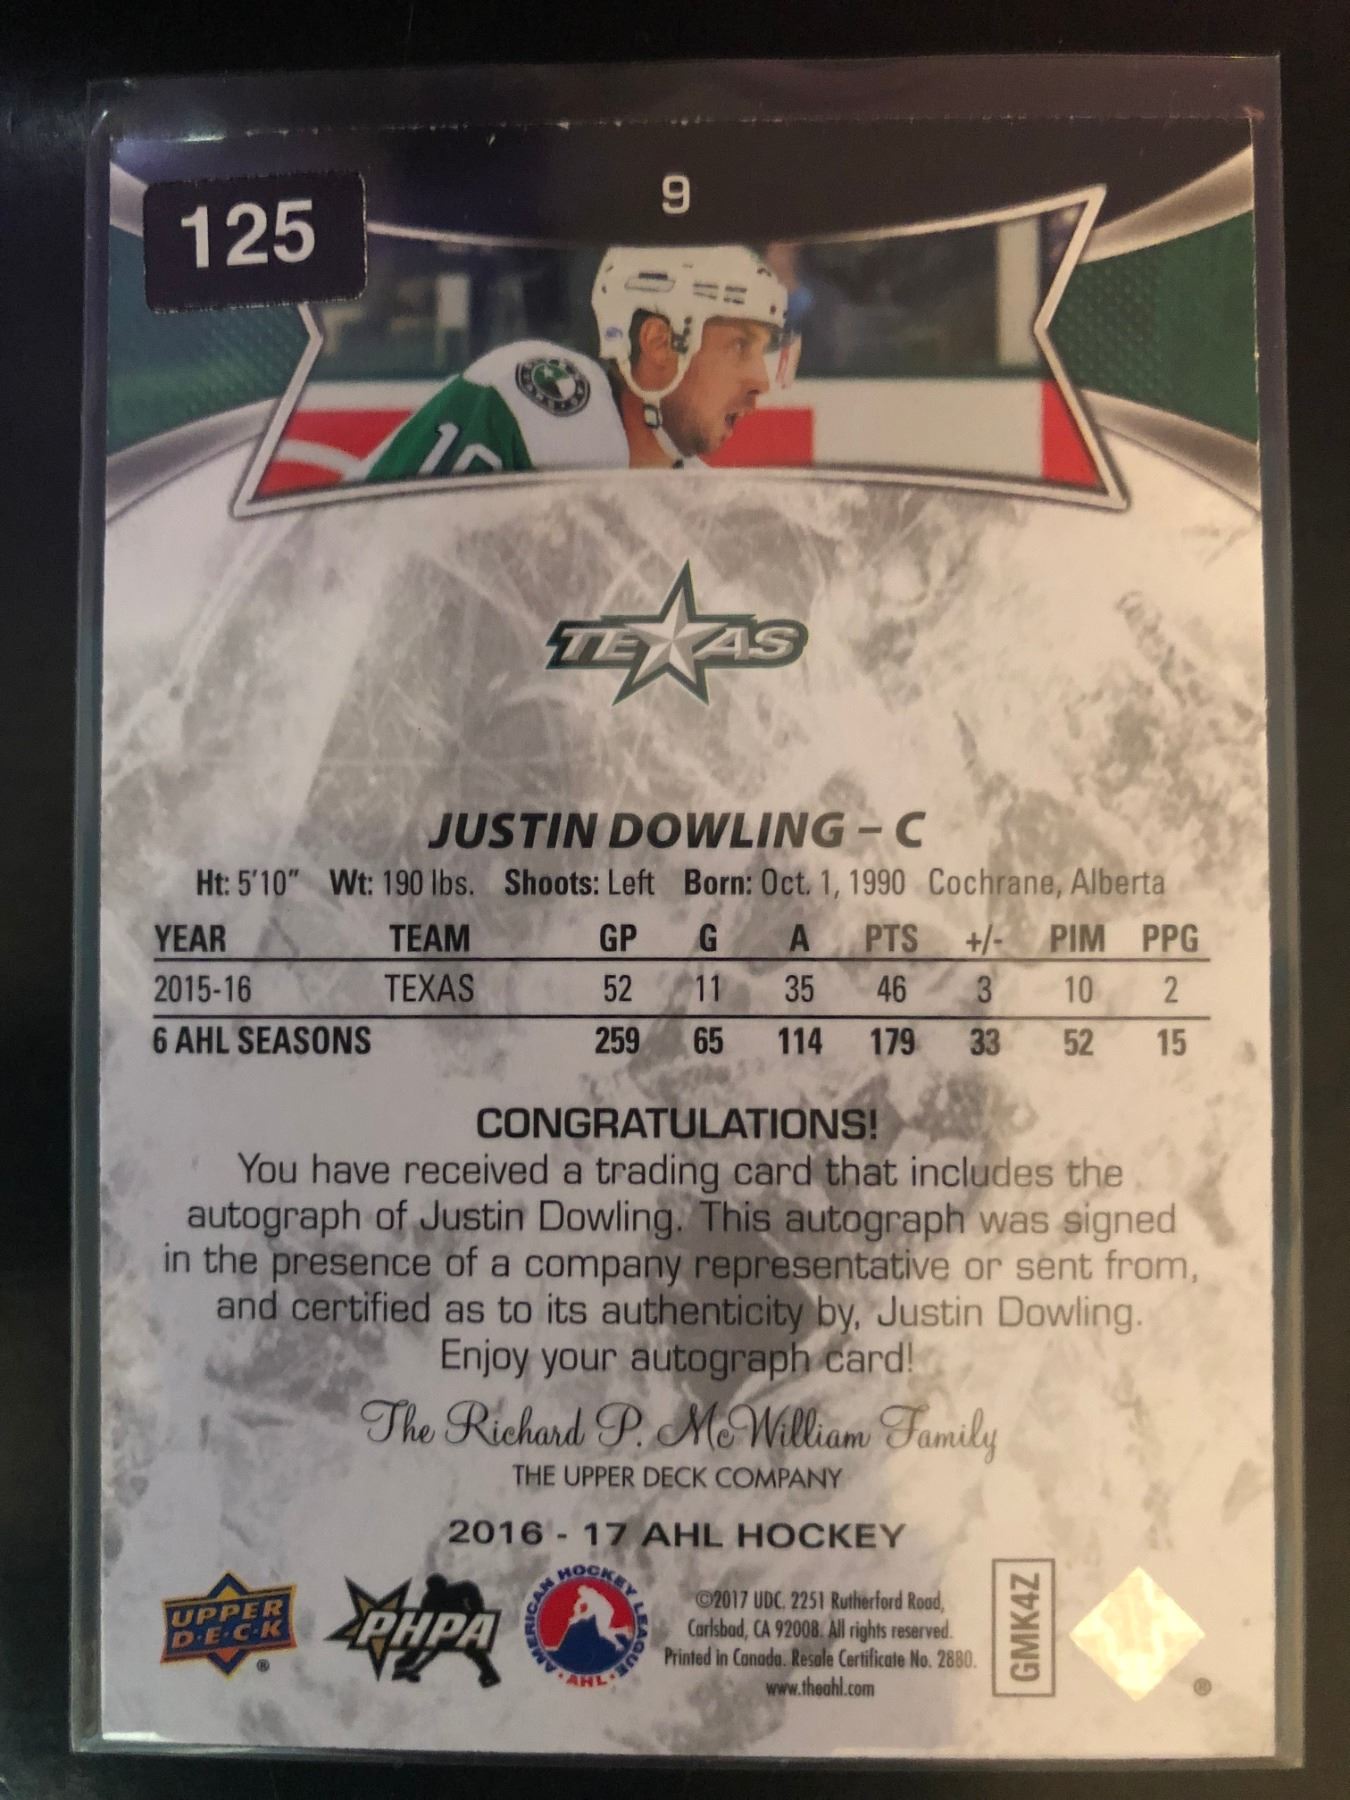 125
9
10
TEXAS
JUSTIN DOWLING – C
Ht: 5'10" Wt: 190 lbs. Shoots: Left Born: Oct. 1, 1990 Cochrane, Alberta
YEAR TEAM GP G A PTS +/- PIM PPG
2015-16 TEXAS 52 11 35 46 3 10 2
6 AHL SEASONS 259 65 114 179 33 52 15
CONGRATULATIONS!
You have received a trading card that includes the
autograph of Justin Dowling. This autograph was signed
in the presence of a company representative or sent from,
and certified as to its authenticity by, Justin Dowling.
Enjoy your autograph card!
The Richard P. McWilliam Family
THE UPPER DECK COMPANY
2016 - 17 AHL HOCKEY
UPPER
D·E·C·K
®
PHPA
AMERICAN HOCKEY LEAGUE
·AHL·
©2017 UDC. 2251 Rutherford Road,
Carlsbad, CA 92008. All rights reserved.
Printed in Canada. Resale Certificate No. 2880.
www.theahl.com
GMK4Z
®